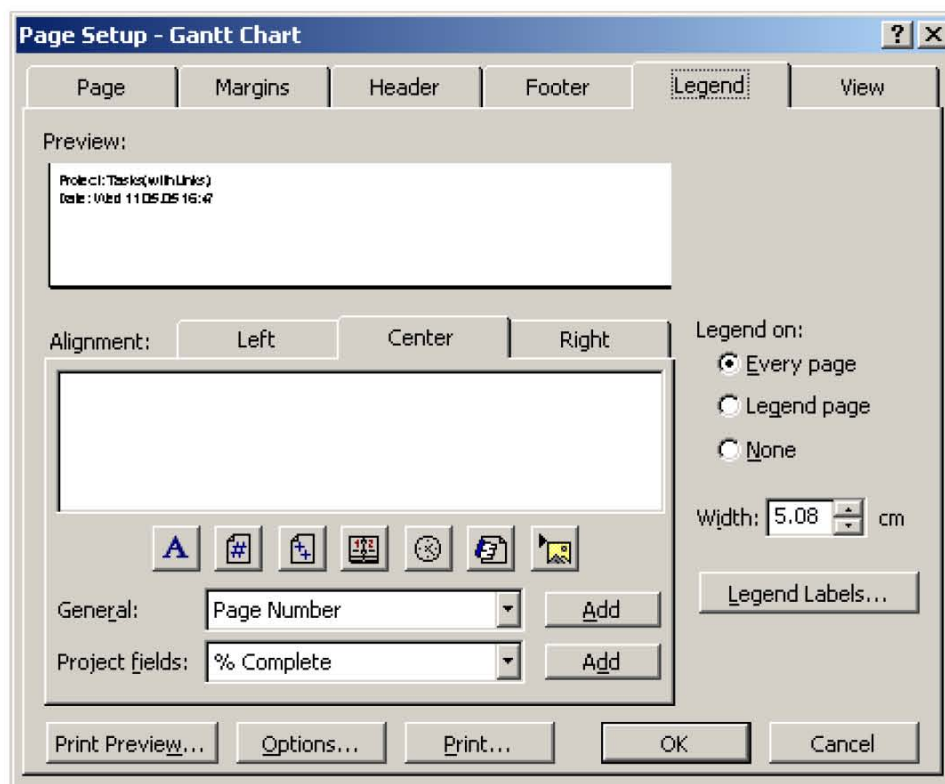 Page Setup - Gantt Chart
Page Margins Header Footer Legend View
Preview:
Project: Tasks(with Links)
Date: Wed 11.05.05 16:47
Alignment: Left Center Right
Legend on:
Every page
Legend page
None
Width: 5.08 cm
Legend Labels...
General: Page Number Add
Project fields: % Complete Add
Print Preview... Options... Print... OK Cancel